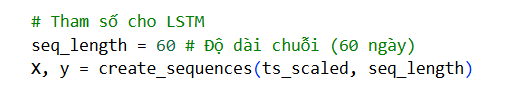 # Tham số cho LSTM
seq_length = 60 # Độ dài chuỗi (60 ngày)
X, y = create_sequences(ts_scaled, seq_length)